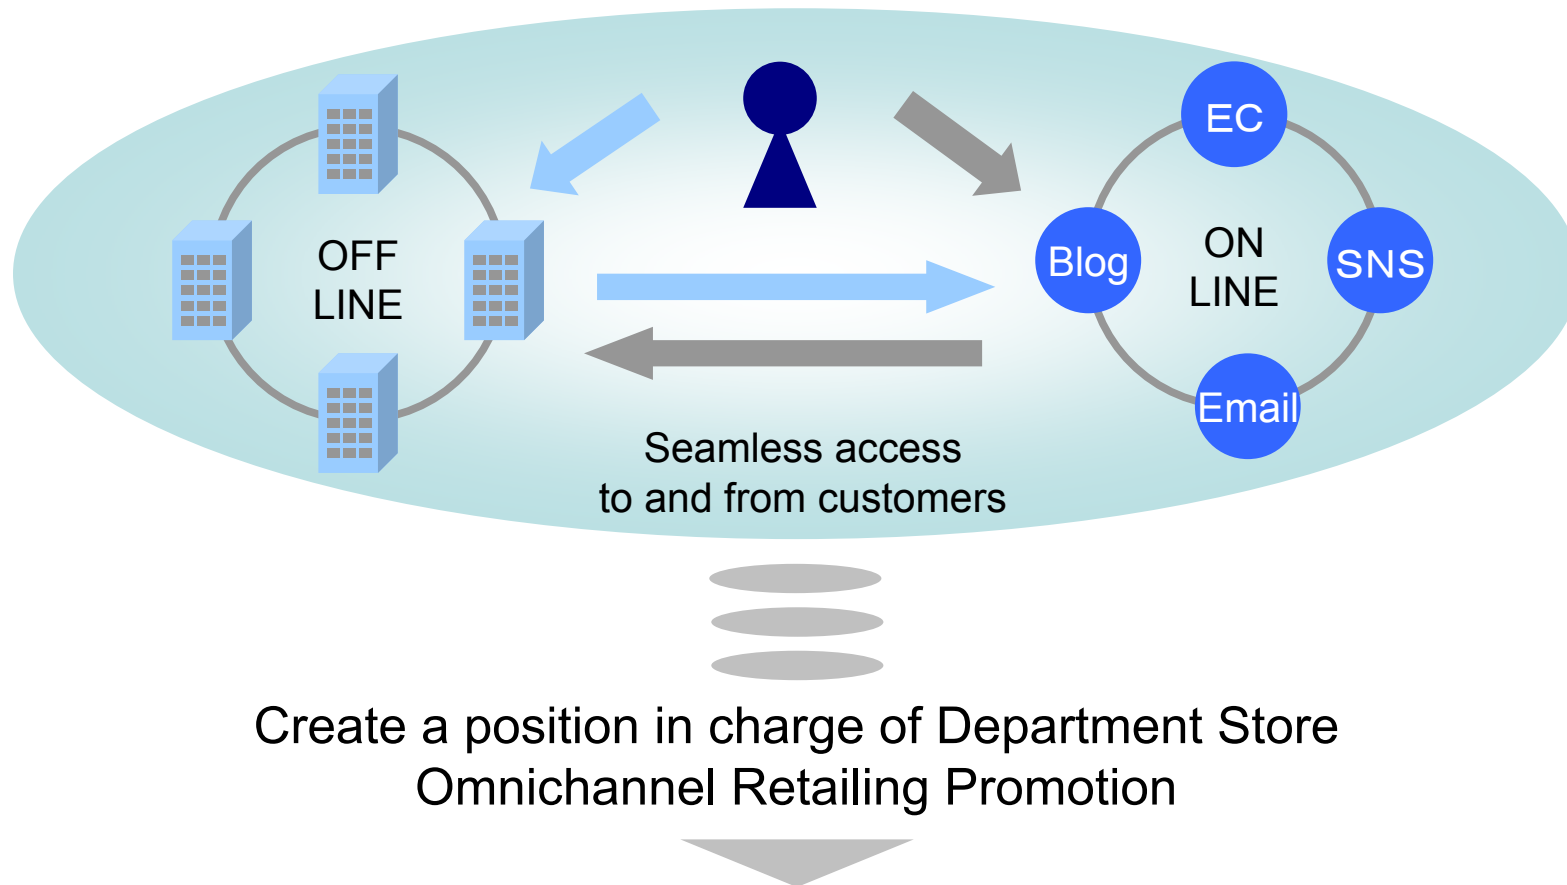 OFF
LINE
EC
Blog
ON
LINE
SNS
Email
Seamless access
to and from customers
Create a position in charge of Department Store
Omnichannel Retailing Promotion